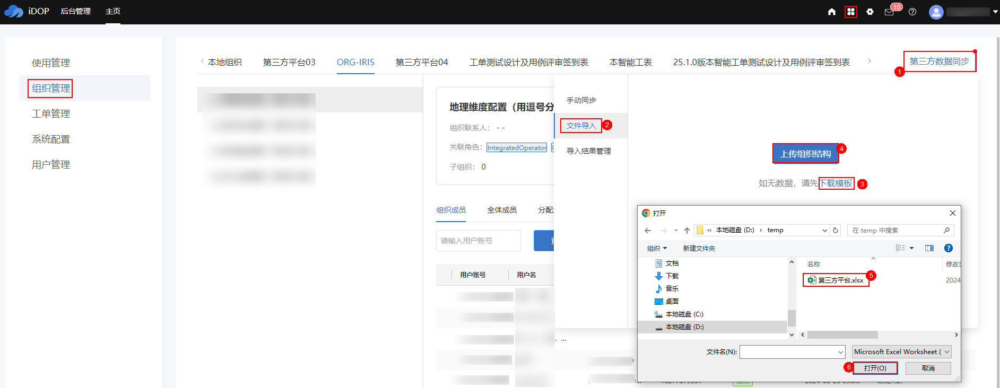 iDOP 后台管理 主页 10
使用管理
组织管理
工单管理
系统配置
用户管理
本地组织 第三方平台03 ORG-IRIS 第三方平台04 工单测试设计及用例评审签到表 本智能工表 25.1.0版本智能工单测试设计及用例评审签到表 第三方数据同步
1
地理维度配置（用逗号分
组织联系人： - -
关联角色： IntegratedOperator
子组织： 0
手动同步
文件导入 2
导入结果管理
上传组织结构 4
如无数据，请先下载模板 3
组织成员 全体成员 分配
请输入用户账号
用户账号 用户名
, ...
打开
« 本地磁盘 (D:) › temp
在 temp 中搜索
组织 新建文件夹
文档
下载
音乐
桌面
本地磁盘 (C:)
本地磁盘 (D:)
名称 修改日
第三方平台.xlsx 5 2024
文件名(N): Microsoft Excel Worksheet (
6 打开(O) 取消